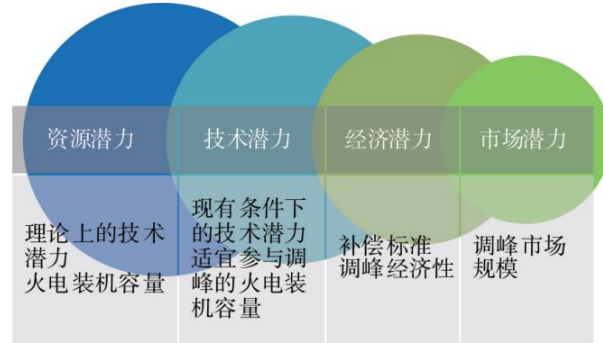 资源潜力
技术潜力
经济潜力
市场潜力
理论上的技术
潜力
火电装机容量
现有条件下
的技术潜力
适宜参与调
峰的火电装
机容量
补偿标准
调峰经济性
调峰市场
规模